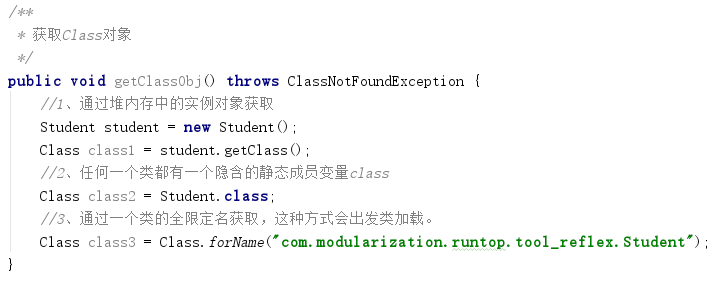 /**
 * 获取Class对象
 */
public void getClassObj() throws ClassNotFoundException {
    //1、通过堆内存中的实例对象获取
    Student student = new Student();
    Class class1 = student.getClass();
    //2、任何一个类都有一个隐含的静态成员变量class
    Class class2 = Student.class;
    //3、通过一个类的全限定名获取，这种方式会出发类加载。
    Class class3 = Class.forName("com.modularization.runtop.tool_reflex.Student");
}